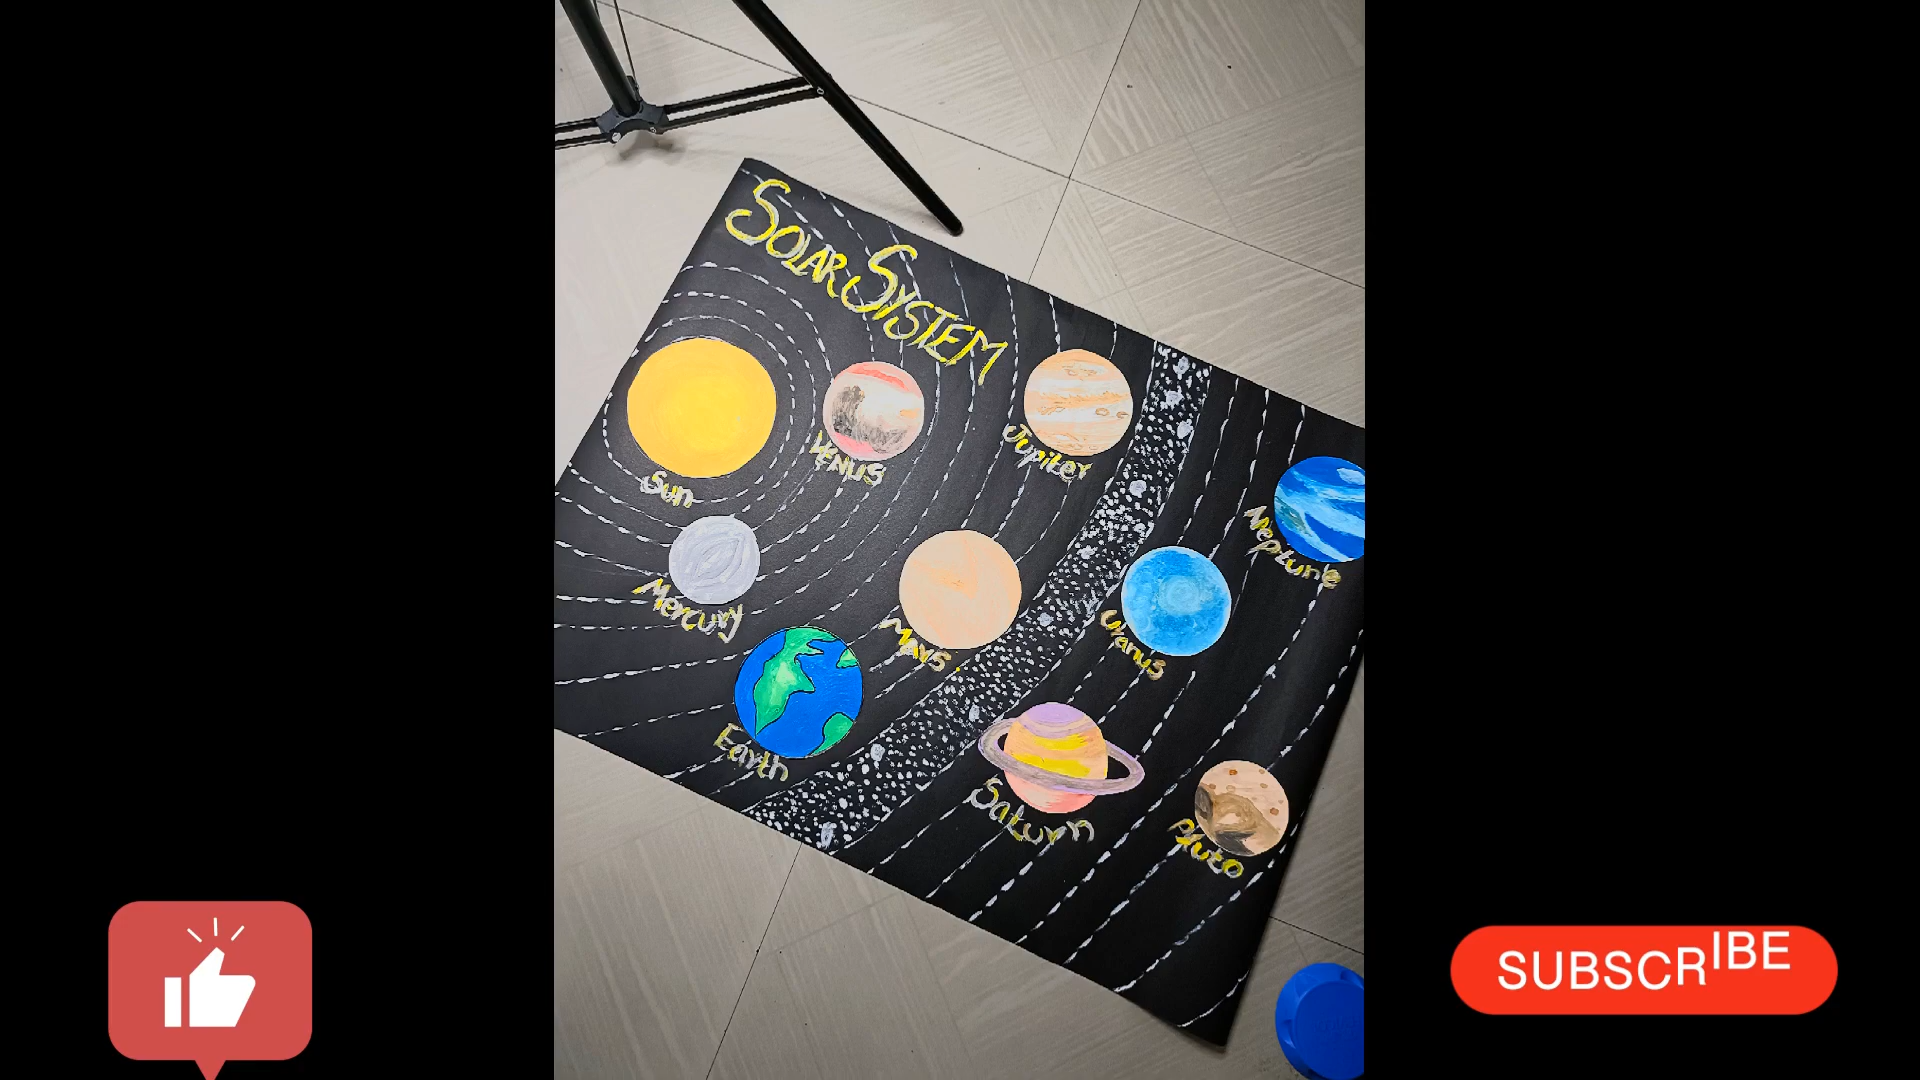 SOLAR SYSTEM
Sun
VENUS
Jupiter
Neptune
Mercury
Mars
Uranus
Earth
Saturn
Pluto
SUBSCRIBE